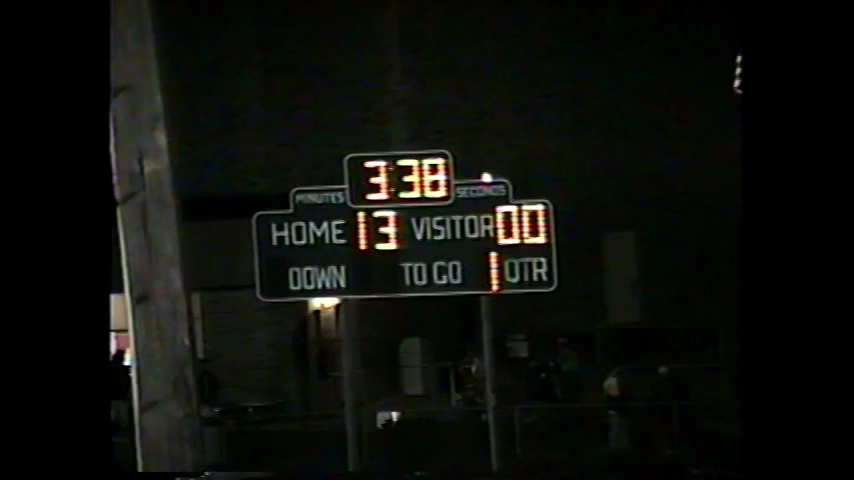 3:38
MINUTES SECONDS
HOME 13 VISITOR 00
DOWN TO GO 1 QTR